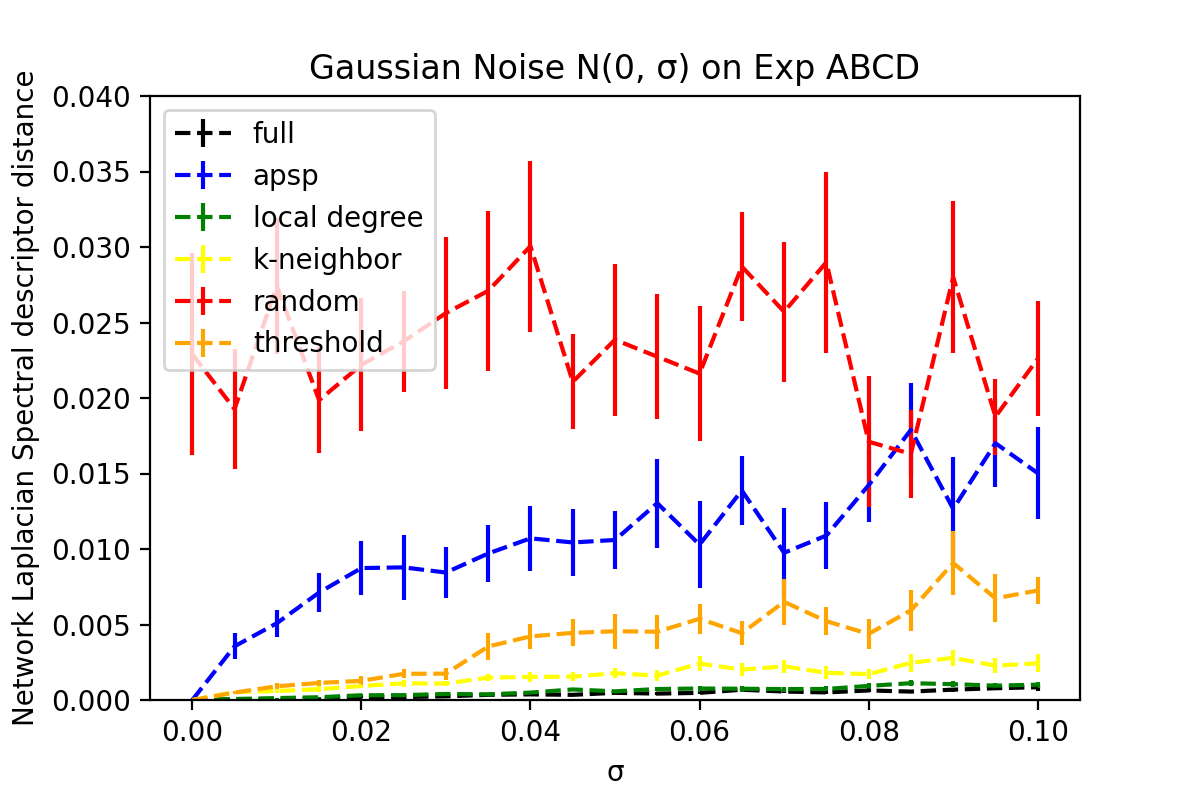 Gaussian Noise N(0, σ) on Exp ABCD
Network Laplacian Spectral descriptor distance
0.040
0.035
0.030
0.025
0.020
0.015
0.010
0.005
0.000
full
apsp
local degree
k-neighbor
random
threshold
0.00 0.02 0.04 0.06 0.08 0.10
σ